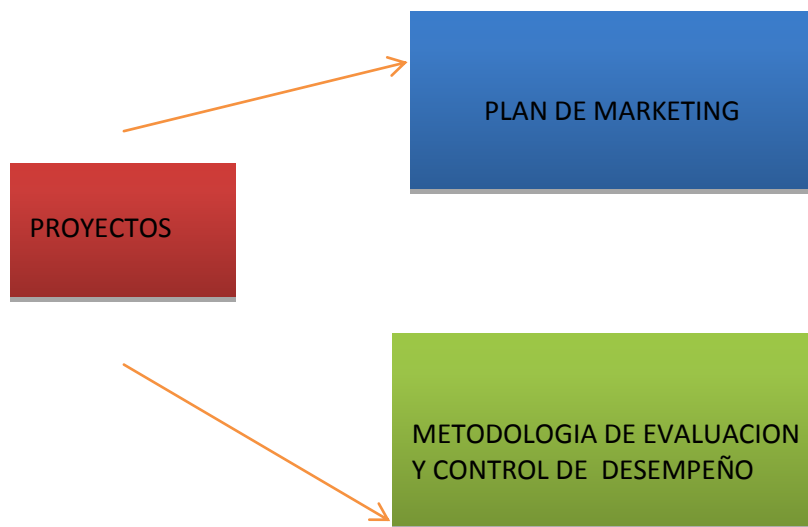 PLAN DE MARKETING
PROYECTOS
METODOLOGIA DE EVALUACION
Y CONTROL DE DESEMPEÑO